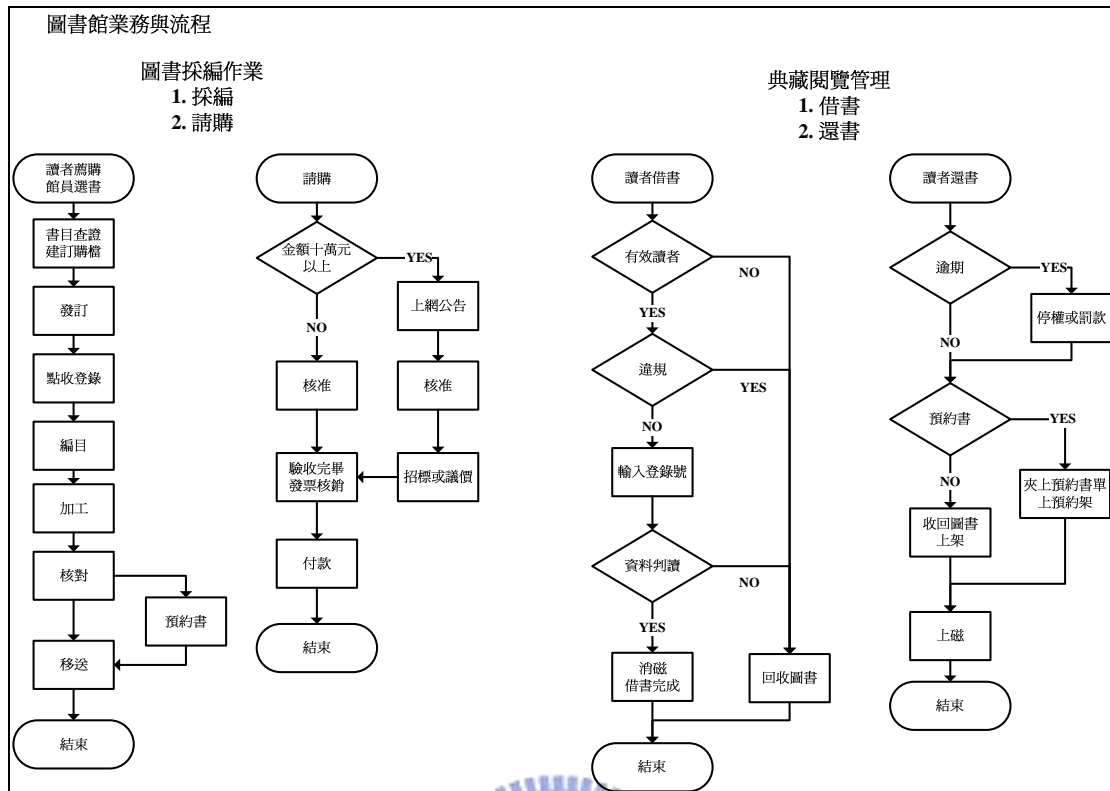 圖書館業務與流程
圖書採編作業
1. 採編
2. 請購
典藏閱覽管理
1. 借書
2. 還書
讀者薦購
館員選書
書目查證
建訂購檔
發訂
點收登錄
編目
加工
核對
預約書
移送
結束
請購
金額十萬元
以上
YES
NO
上網公告
核准
核准
驗收完畢
發票核銷
招標或議價
付款
結束
讀者借書
有效讀者
NO
YES
違規
YES
NO
輸入登錄號
資料判讀
NO
YES
消磁
借書完成
回收圖書
結束
讀者還書
逾期
YES
停權或罰款
NO
預約書
YES
NO
夾上預約書單
上預約架
收回圖書
上架
上磁
結束